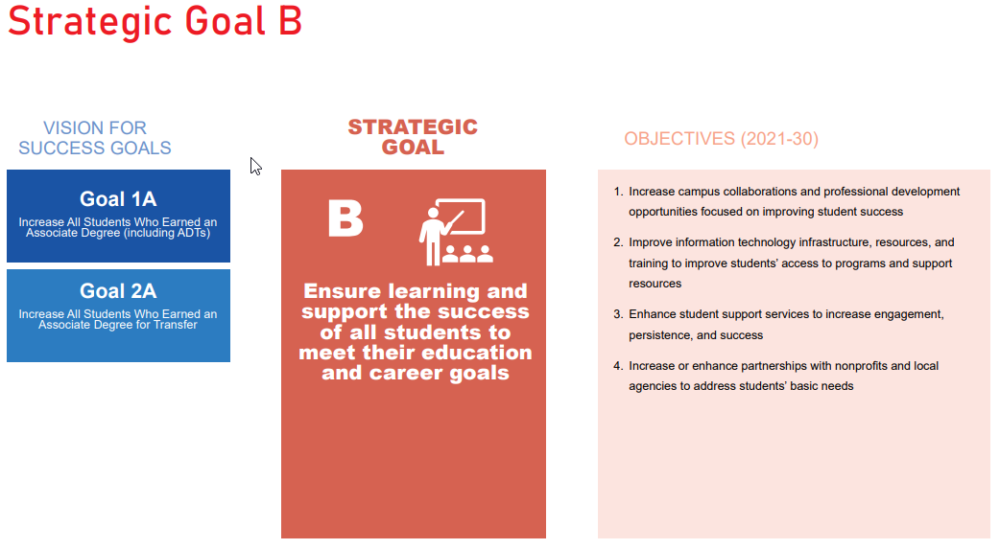 Strategic Goal B
VISION FOR
SUCCESS GOALS
Goal 1A
Increase All Students Who Earned an
Associate Degree (including ADTs)
Goal 2A
Increase All Students Who Earned an
Associate Degree for Transfer
STRATEGIC
GOAL
B
Ensure learning and
support the success
of all students to
meet their education
and career goals
OBJECTIVES (2021-30)
1. Increase campus collaborations and professional development
opportunities focused on improving student success
2. Improve information technology infrastructure, resources, and
training to improve students’ access to programs and support
resources
3. Enhance student support services to increase engagement,
persistence, and success
4. Increase or enhance partnerships with nonprofits and local
agencies to address students’ basic needs